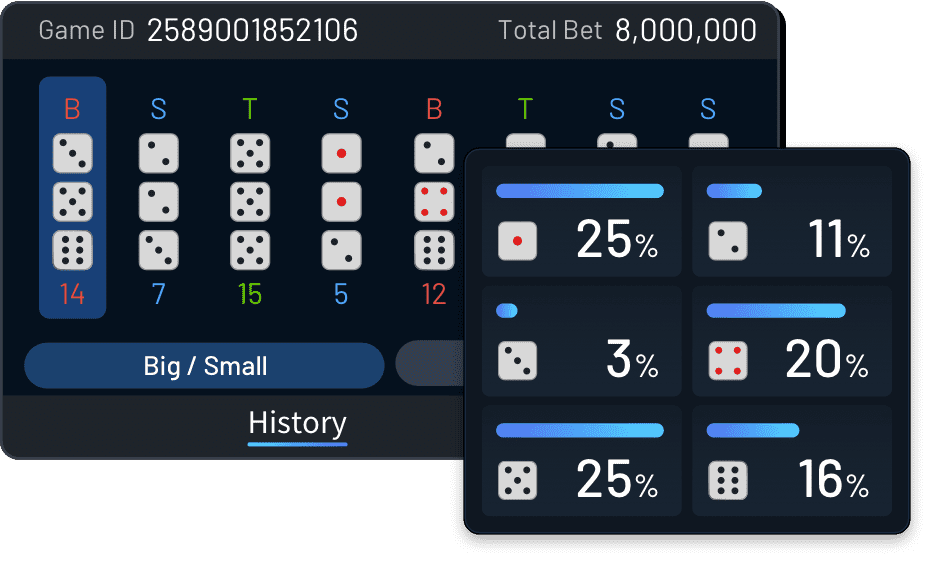 Game ID 2589001852106 Total Bet 8,000,000
B S T S B T S S
14 7 15 5 12
Big / Small
History
25% 11%
3% 20%
25% 16%